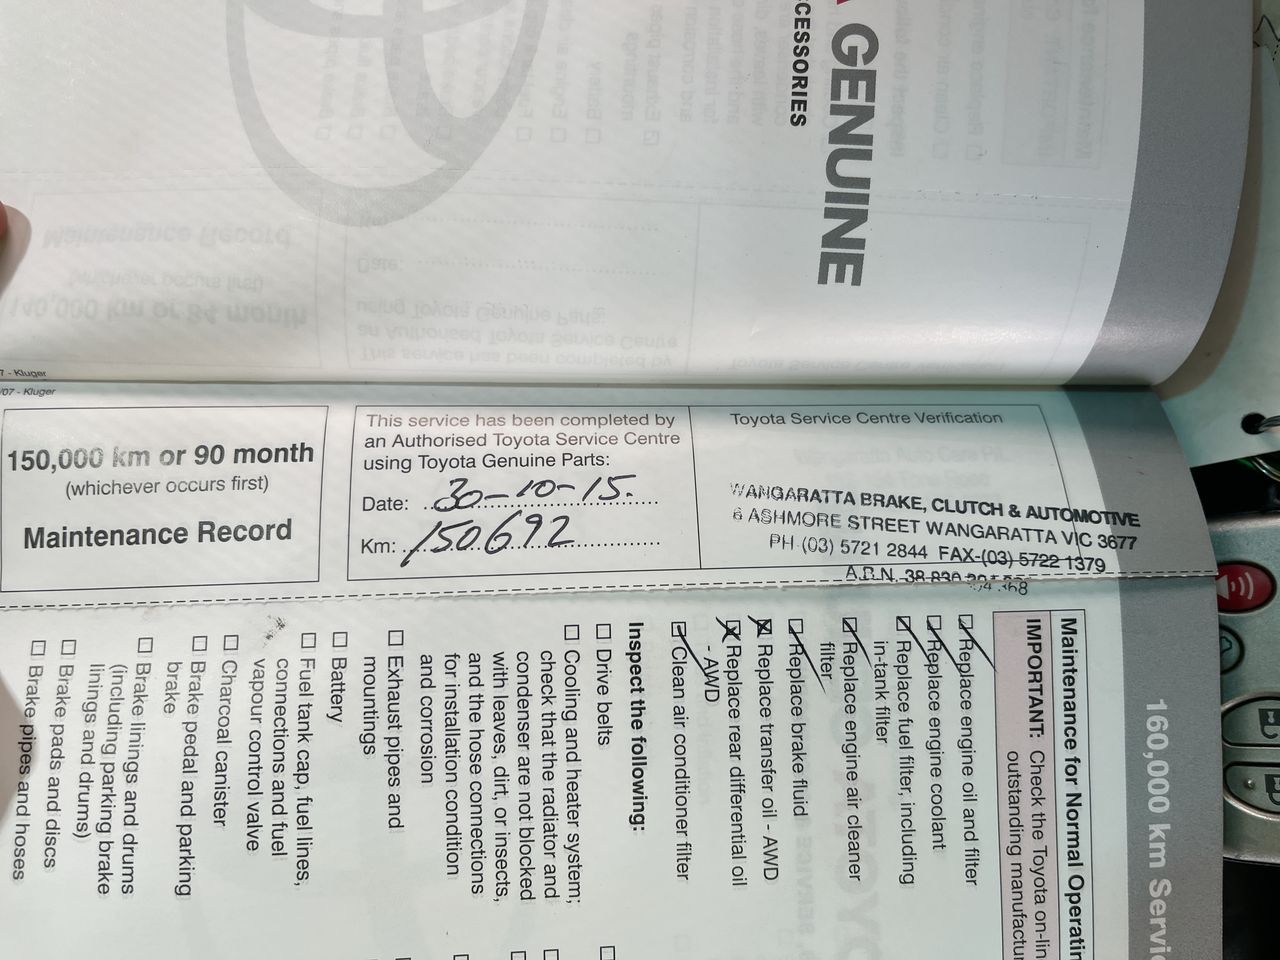 GENUINE
CCESSORIES
7 - Kluger
/07 - Kluger
150,000 km or 90 month
(whichever occurs first)
Maintenance Record
This service has been completed by
an Authorised Toyota Service Centre
using Toyota Genuine Parts:
Date: 30-10-15.
Km: 150692
Toyota Service Centre Verification
WANGARATTA BRAKE, CLUTCH & AUTOMOTIVE
6 ASHMORE STREET WANGARATTA VIC 3677
PH (03) 5721 2844 FAX-(03) 5722 1379
A.B.N. 38 830
160,000 km Servi
Maintenance for Normal Operatin
IMPORTANT: Check the Toyota on-lin
outstanding manufactur
Replace engine oil and filter
Replace engine coolant
Replace fuel filter, including
in-tank filter
Replace engine air cleaner
filter
Replace brake fluid
Replace transfer oil - AWD
Replace rear differential oil
- AWD
Clean air conditioner filter
Inspect the following:
Drive belts
Cooling and heater system;
check that the radiator and
condenser are not blocked
with leaves, dirt, or insects,
and the hose connections
for installation condition
and corrosion
Exhaust pipes and
mountings
Battery
Fuel tank cap, fuel lines,
connections and fuel
vapour control valve
Charcoal canister
Brake pedal and parking
brake
Brake linings and drums
(including parking brake
linings and drums)
Brake pads and discs
Brake pipes and hoses